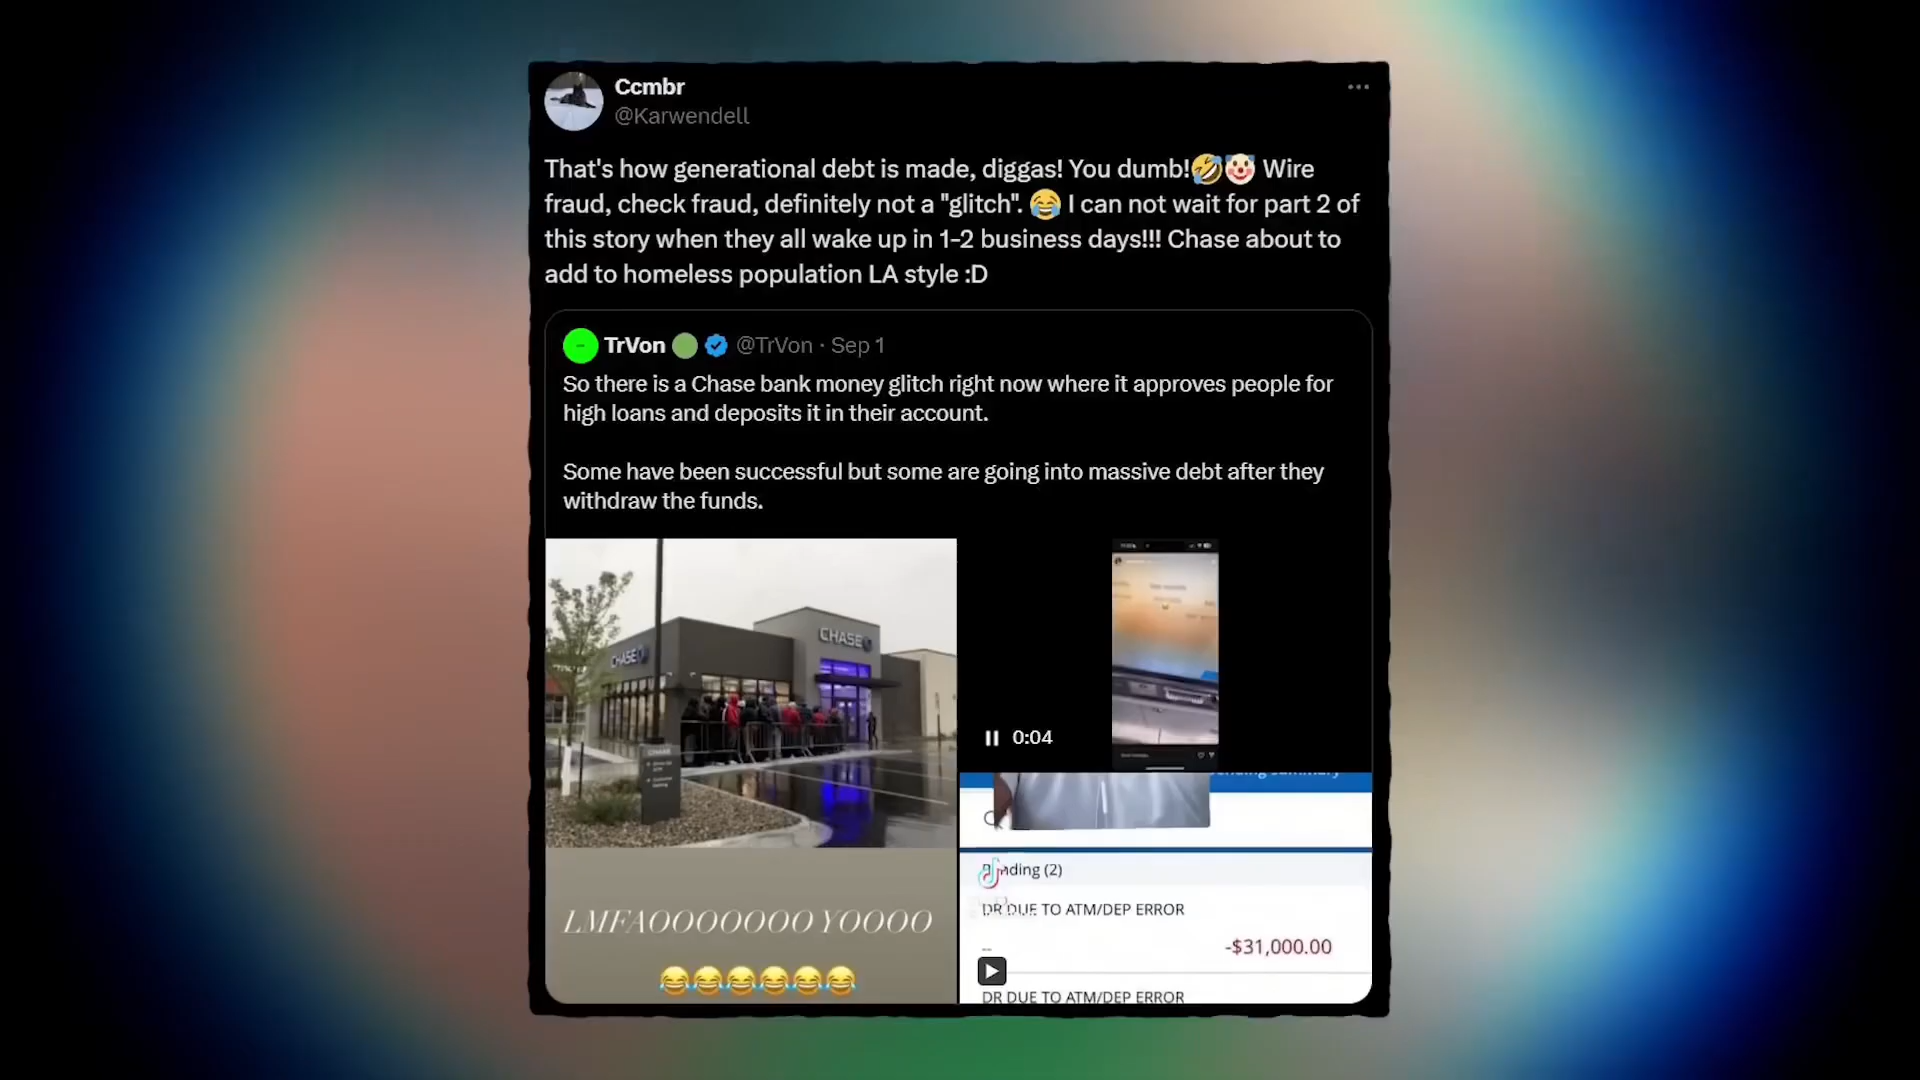 Ccmbr
@Karwendell
That's how generational debt is made, diggas! You dumb!🤣🤡 Wire
fraud, check fraud, definitely not a "glitch". 😂 I can not wait for part 2 of
this story when they all wake up in 1-2 business days!!! Chase about to
add to homeless population LA style :D
TrVon @TrVon · Sep 1
So there is a Chase bank money glitch right now where it approves people for
high loans and deposits it in their account.
Some have been successful but some are going into massive debt after they
withdraw the funds.
CHASE
CHASE
CHASE
LMFAOOOOOOO YOOOO
😂😂😂😂😂😂
0:04
Pending (2)
DR DUE TO ATM/DEP ERROR
-$31,000.00
DR DUE TO ATM/DEP ERROR